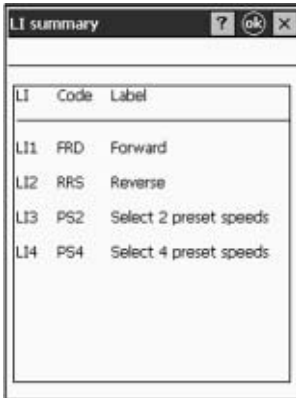 LI summary ? ok ×
LI Code Label
LI1 FRD Forward
LI2 RRS Reverse
LI3 PS2 Select 2 preset speeds
LI4 PS4 Select 4 preset speeds